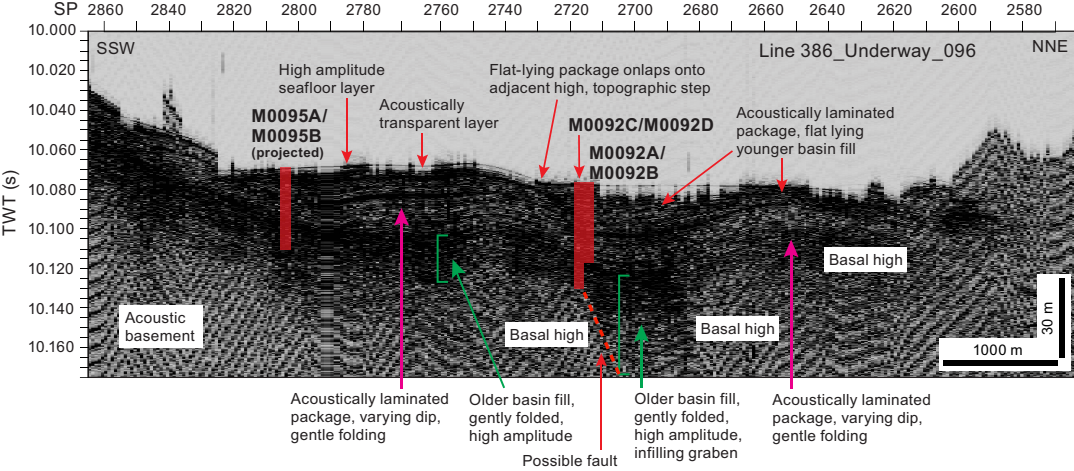 SP 2860 2840 2820 2800 2780 2760 2740 2720 2700 2680 2660 2640 2620 2600 2580
SSW
Line 386_Underway_096
NNE
TWT (s)
10.000
10.020
10.040
10.060
10.080
10.100
10.120
10.140
10.160
High amplitude
seafloor layer
Flat-lying package onlaps onto
adjacent high, topographic step
Acoustically
transparent layer
M0095A/
M0095B
(projected)
M0092C/M0092D
M0092A/
M0092B
Acoustically laminated
package, flat lying
younger basin fill
Basal high
Acoustic
basement
Basal high
Basal high
30 m
1000 m
Acoustically laminated
package, varying dip,
gentle folding
Older basin fill,
gently folded,
high amplitude
Possible fault
Older basin fill,
gently folded,
high amplitude,
infilling graben
Acoustically laminated
package, varying dip,
gentle folding